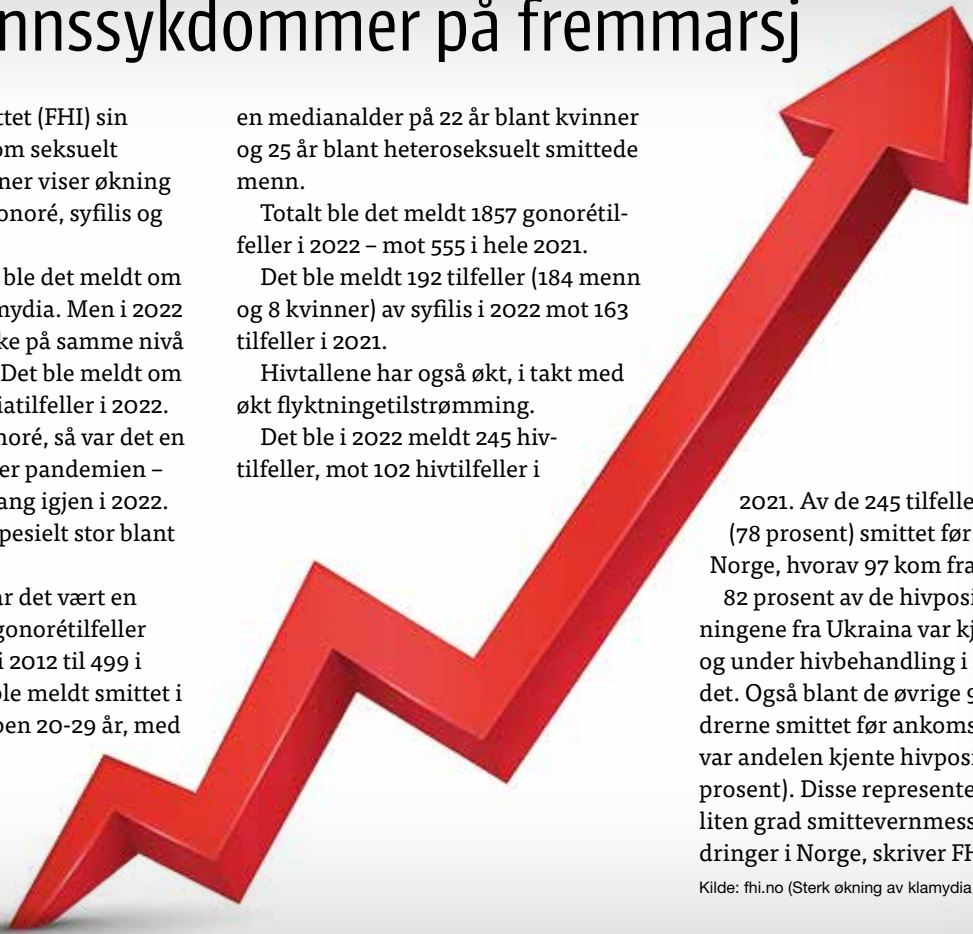 nnssykdommer på fremmarsj
ttet (FHI) sin
om seksuelt
ner viser økning
onoré, syfilis og
ble det meldt om
mydia. Men i 2022
ke på samme nivå
Det ble meldt om
iatilfeller i 2022.
noré, så var det en
er pandemien –
ang igjen i 2022.
pesielt stor blant
ar det vært en
gonorétilfeller
i 2012 til 499 i
ble meldt smittet i
pen 20-29 år, med
en medianalder på 22 år blant kvinner
og 25 år blant heteroseksuelt smittede
menn.
Totalt ble det meldt 1857 gonorétil-
feller i 2022 – mot 555 i hele 2021.
Det ble meldt 192 tilfeller (184 menn
og 8 kvinner) av syfilis i 2022 mot 163
tilfeller i 2021.
Hivtallene har også økt, i takt med
økt flyktningetilstrømming.
Det ble i 2022 meldt 245 hiv-
tilfeller, mot 102 hivtilfeller i
2021. Av de 245 tilfelle
(78 prosent) smittet før
Norge, hvorav 97 kom fra
82 prosent av de hivposi
ningene fra Ukraina var kj
og under hivbehandling i
det. Også blant de øvrige 9
drerne smittet før ankoms
var andelen kjente hivposi
prosent). Disse represente
liten grad smittevernmess
dringer i Norge, skriver FH
Kilde: fhi.no (Sterk økning av klamydia